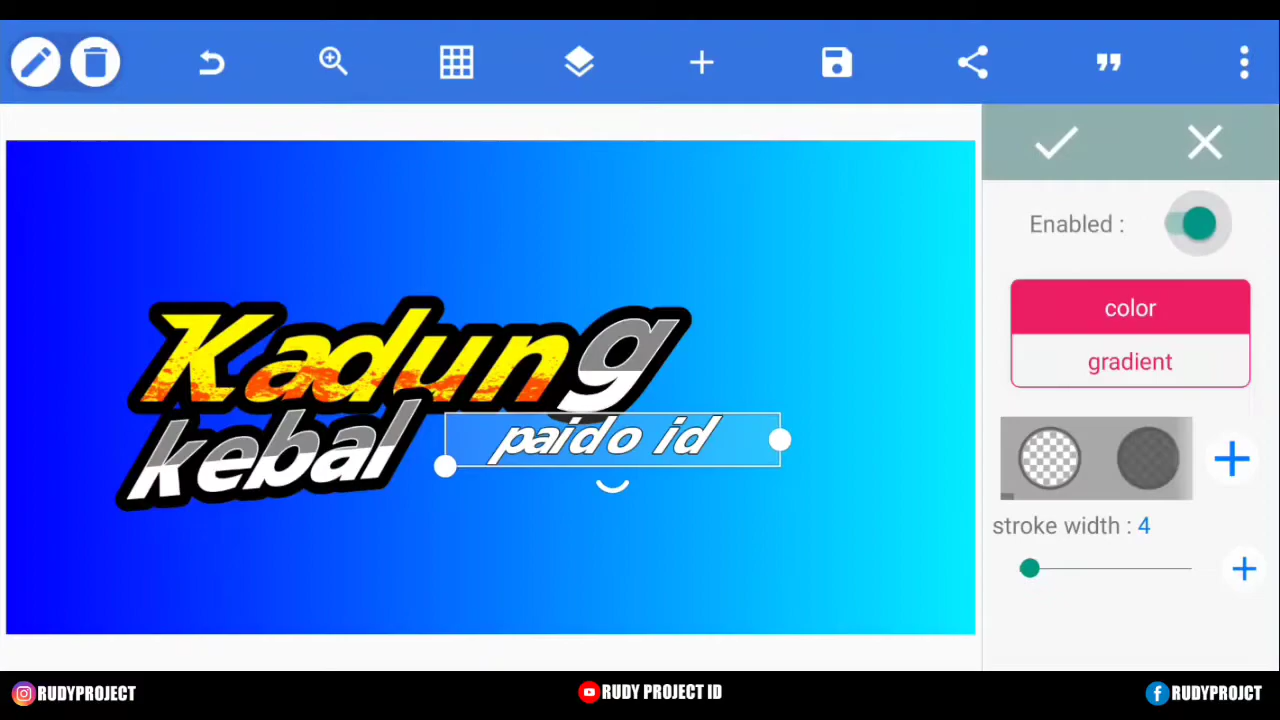 Enabled :
color
gradient
stroke width : 4
Kadung
kebal
paido id
RUDYPROJECT
RUDY PROJECT ID
RUDYPROJCT